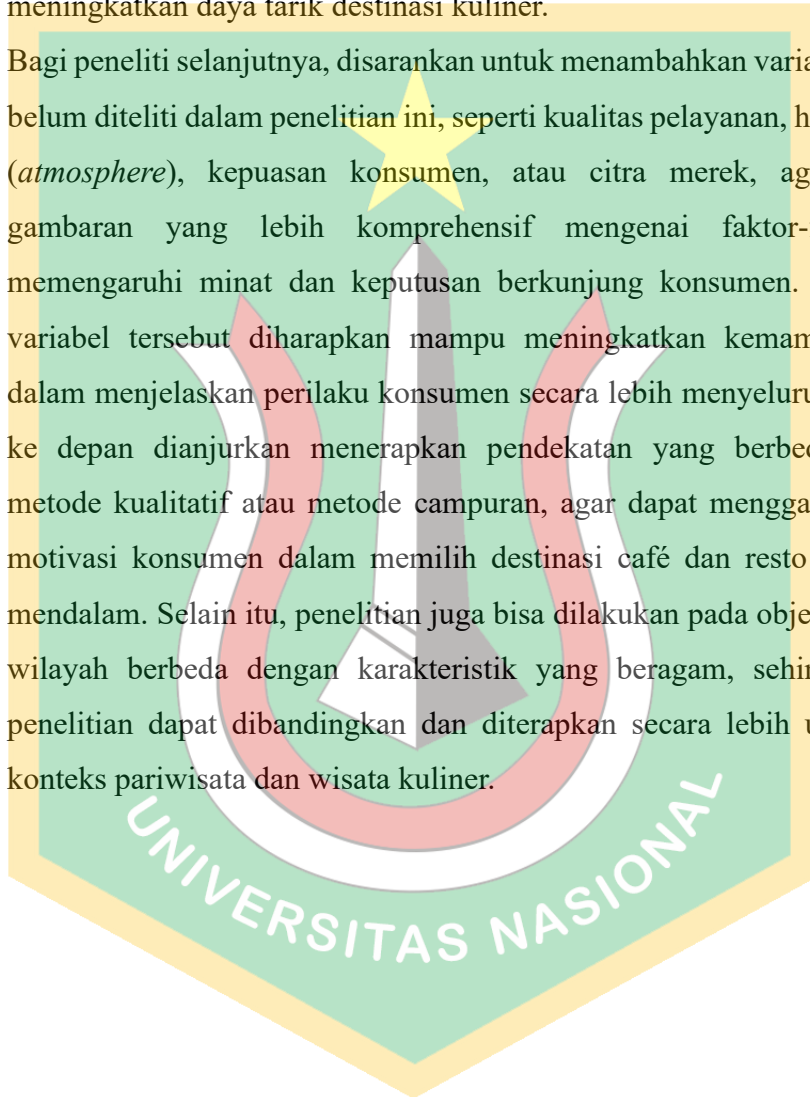 meningkatkan daya tarik destinasi kuliner.
Bagi peneliti selanjutnya, disarankan untuk menambahkan varia
belum diteliti dalam penelitian ini, seperti kualitas pelayanan, h
(atmosphere), kepuasan konsumen, atau citra merek, ag
gambaran yang lebih komprehensif mengenai faktor-
memengaruhi minat dan keputusan berkunjung konsumen.
variabel tersebut diharapkan mampu meningkatkan kemam
dalam menjelaskan perilaku konsumen secara lebih menyeluru
ke depan dianjurkan menerapkan pendekatan yang berbed
metode kualitatif atau metode campuran, agar dapat mengga
motivasi konsumen dalam memilih destinasi café dan resto
mendalam. Selain itu, penelitian juga bisa dilakukan pada obje
wilayah berbeda dengan karakteristik yang beragam, sehin
penelitian dapat dibandingkan dan diterapkan secara lebih u
konteks pariwisata dan wisata kuliner.
UNIVERSITAS NASIONAL